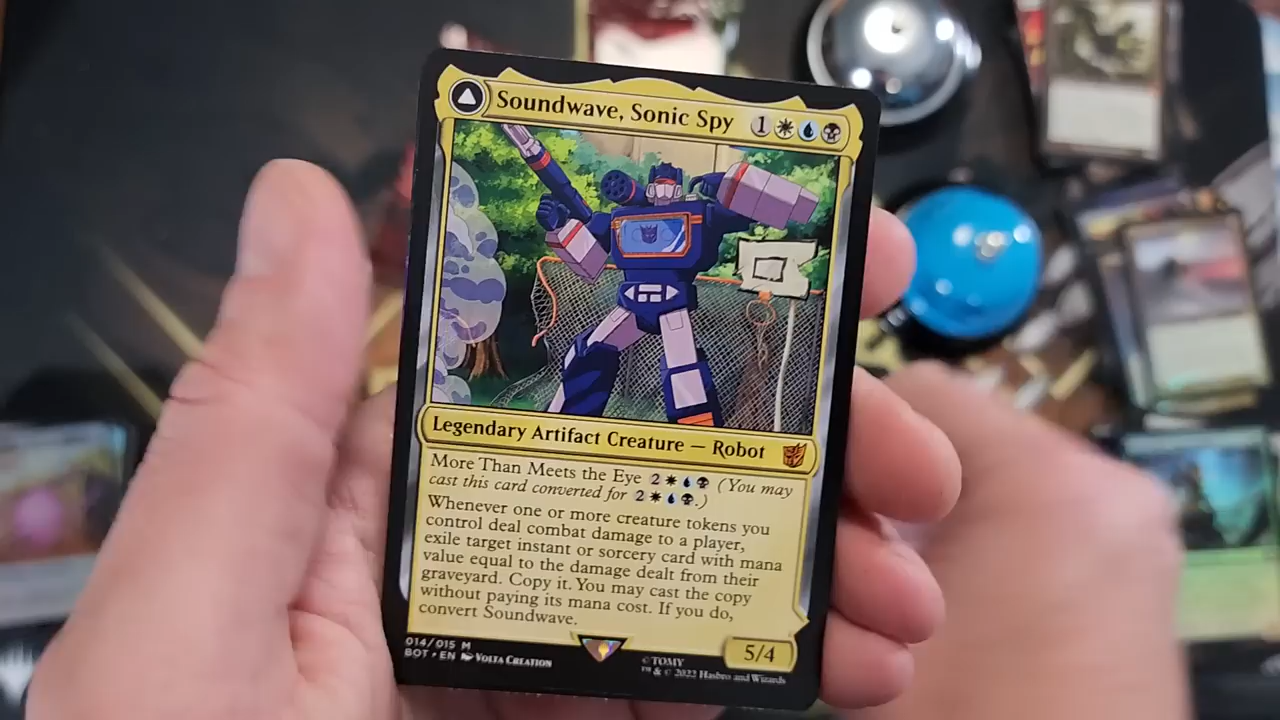 Soundwave, Sonic Spy 1
Legendary Artifact Creature — Robot
More Than Meets the Eye 2 (You may
cast this card converted for 2 .)
Whenever one or more creature tokens you
control deal combat damage to a player,
exile target instant or sorcery card with mana
value equal to the damage dealt from their
graveyard. Copy it. You may cast the copy
without paying its mana cost. If you do,
convert Soundwave.
5/4
014/015 M
BOT • EN Volta Creation
© TOMY
™ & © 2022 Hasbro and Wizards